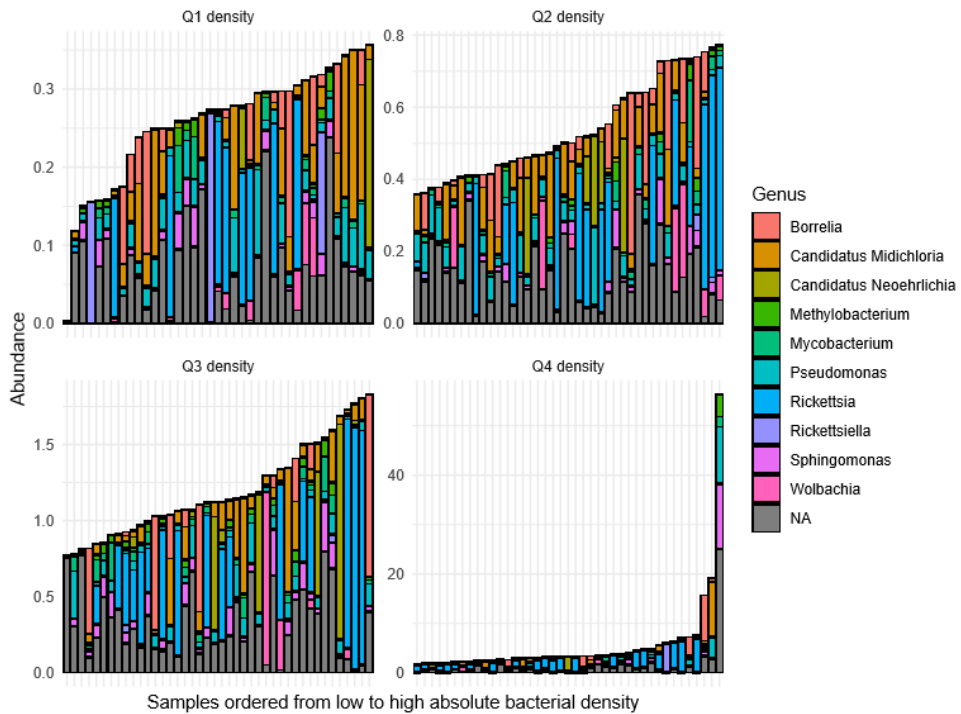 Q1 density
Q2 density
0.3
0.2
0.1
0.0
0.8
0.6
0.4
0.2
0.0
Q3 density
Q4 density
1.5
1.0
0.5
0.0
40
20
0
Abundance
Samples ordered from low to high absolute bacterial density
Genus
Borrelia
Candidatus Midichloria
Candidatus Neoehrlichia
Methylobacterium
Mycobacterium
Pseudomonas
Rickettsia
Rickettsiella
Sphingomonas
Wolbachia
NA